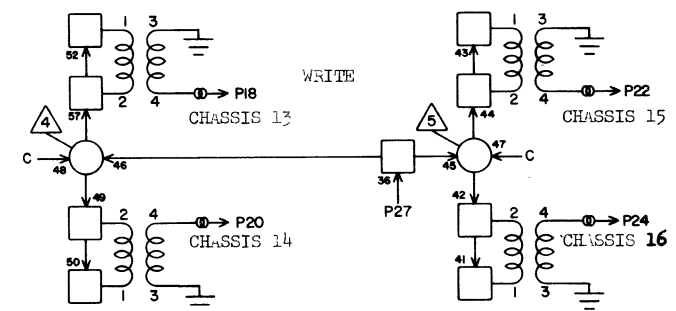 1 3 1 3
52 43
WRITE
P18 P22
2 4 2 4
57 44
CHASSIS 13 CHASSIS 15
4 5
C 48 46 45 47 C
36
49 42
P27
2 4 2 4
P20 P24
CHASSIS 14 CHASSIS 16
50 41
1 3 1 3